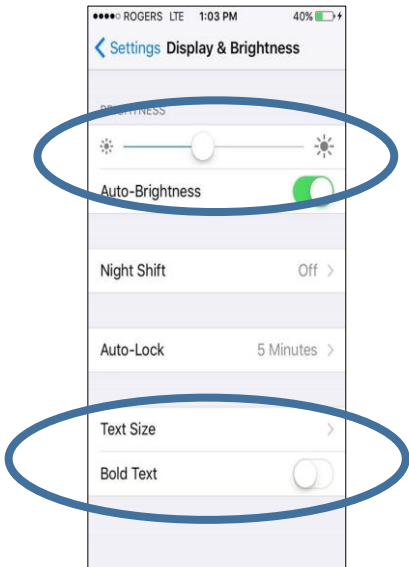 ROGERS LTE 1:03 PM 40%
Settings Display & Brightness
BRIGHTNESS
Auto-Brightness
Night Shift Off
Auto-Lock 5 Minutes
Text Size
Bold Text